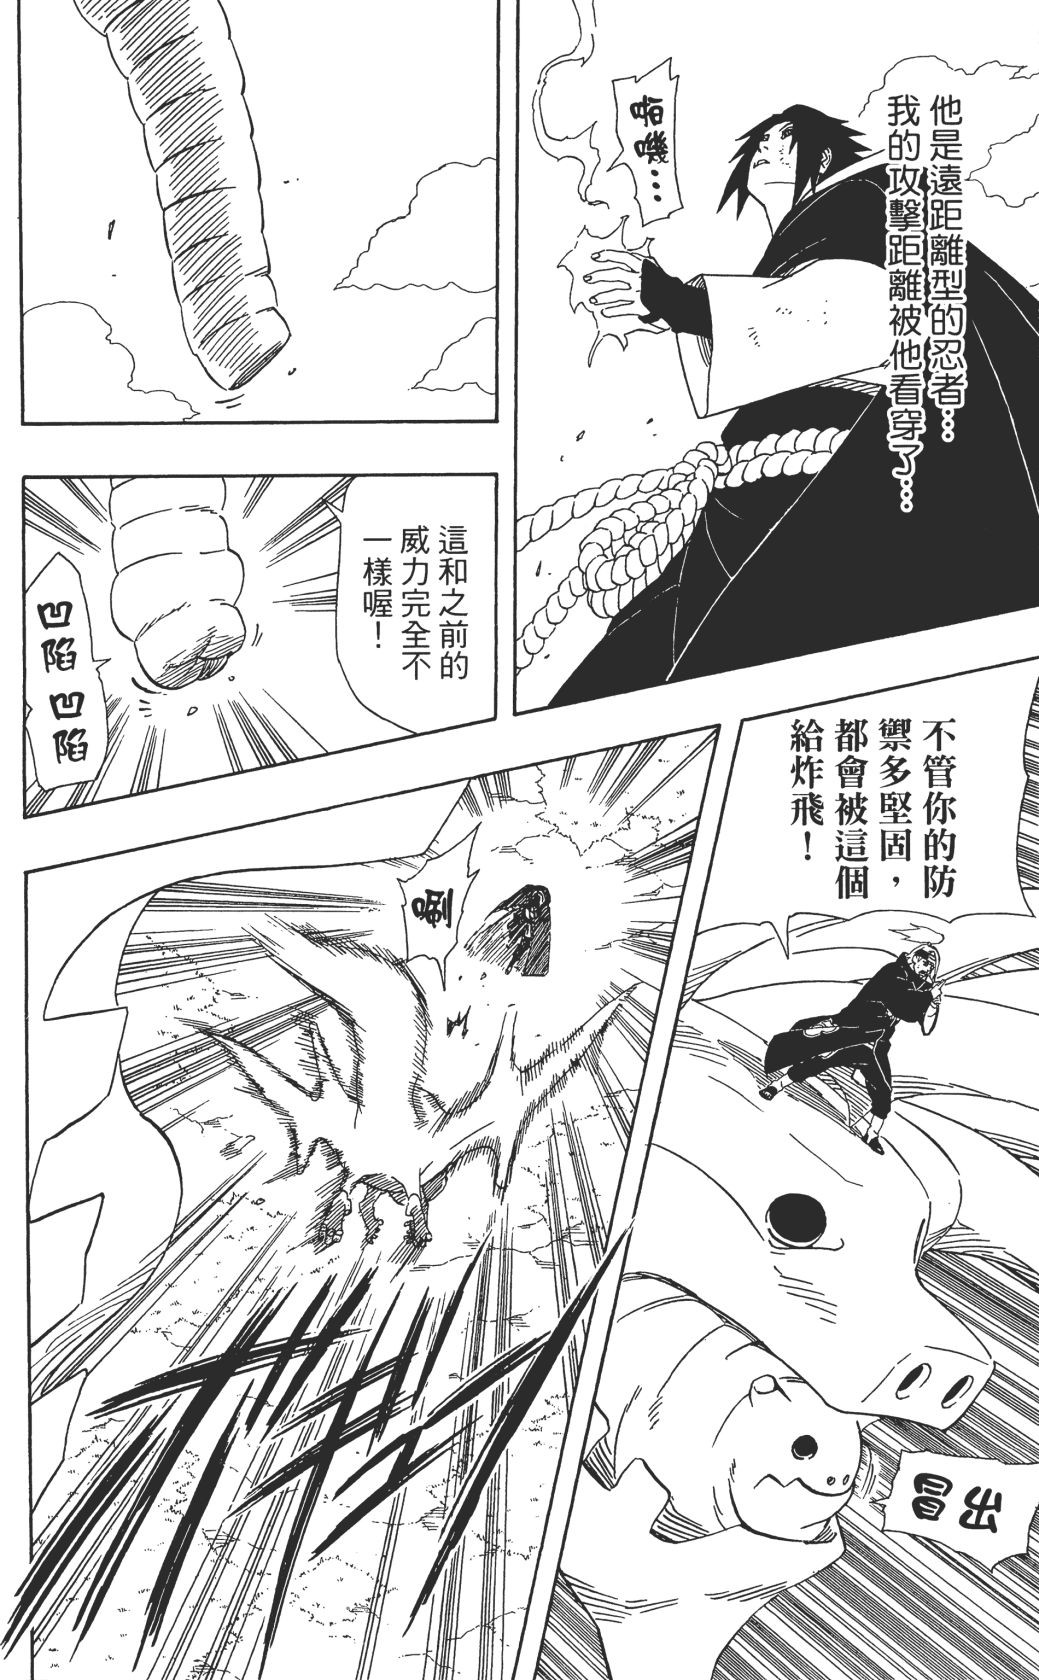 他是遠距離型的忍者…
我的攻擊距離被他看穿了…
啪嘰…
這和之前的
威力完全不
一樣喔！
凹陷凹陷
不管你的防
禦多堅固，
都會被這個
給炸飛！
冒出
唰